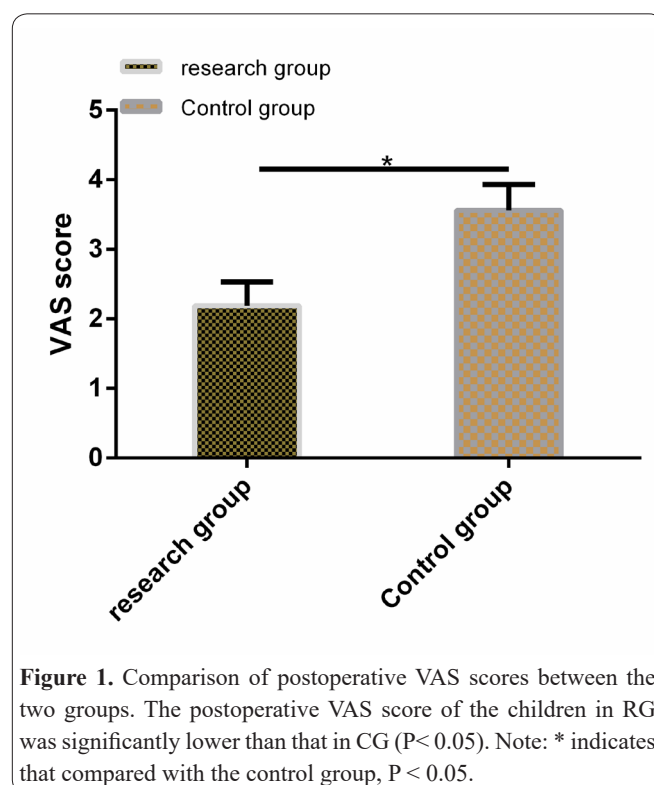 research group
Control group
5
*
4
3
2
1
0
VAS score
research group
Control group
Figure 1. Comparison of postoperative VAS scores between the
two groups. The postoperative VAS score of the children in RG
was significantly lower than that in CG (P< 0.05). Note: * indicates
that compared with the control group, P < 0.05.